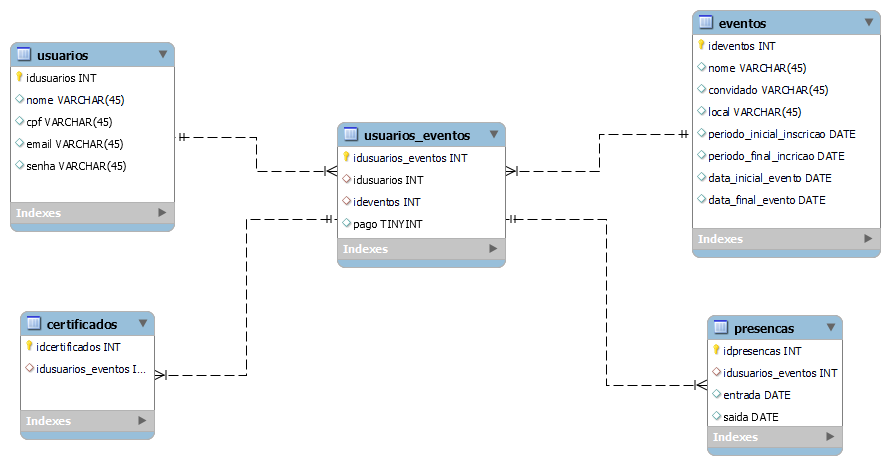 usuarios
idusuarios INT
nome VARCHAR(45)
cpf VARCHAR(45)
email VARCHAR(45)
senha VARCHAR(45)
Indexes
usuarios_eventos
idusuarios_eventos INT
idusuarios INT
ideventos INT
pago TINYINT
Indexes
eventos
ideventos INT
nome VARCHAR(45)
convidado VARCHAR(45)
local VARCHAR(45)
periodo_inicial_inscricao DATE
periodo_final_incricao DATE
data_inicial_evento DATE
data_final_evento DATE
Indexes
certificados
idcertificados INT
idusuarios_eventos I...
Indexes
presencas
idpresencas INT
idusuarios_eventos INT
entrada DATE
saida DATE
Indexes